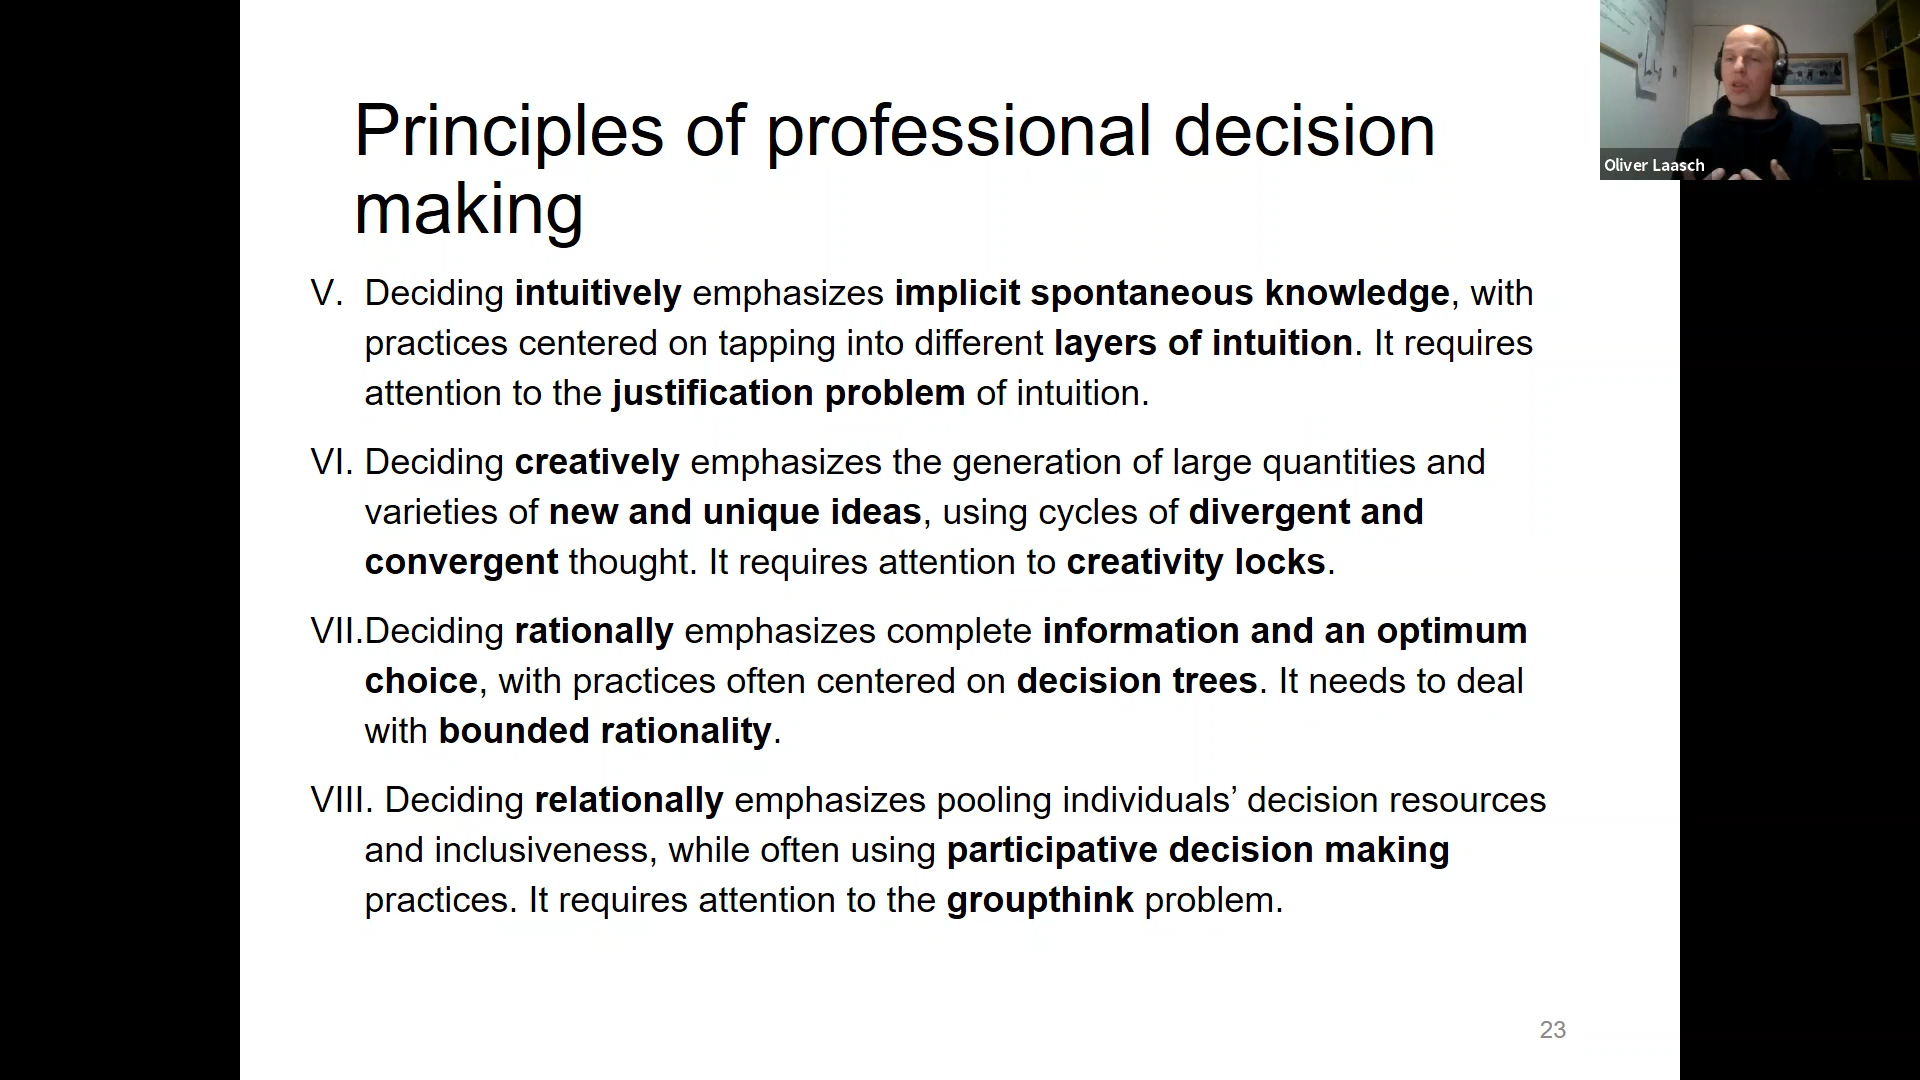 Principles of professional decision
making
V. Deciding intuitively emphasizes implicit spontaneous knowledge, with
practices centered on tapping into different layers of intuition. It requires
attention to the justification problem of intuition.
VI. Deciding creatively emphasizes the generation of large quantities and
varieties of new and unique ideas, using cycles of divergent and
convergent thought. It requires attention to creativity locks.
VII.Deciding rationally emphasizes complete information and an optimum
choice, with practices often centered on decision trees. It needs to deal
with bounded rationality.
VIII. Deciding relationally emphasizes pooling individuals’ decision resources
and inclusiveness, while often using participative decision making
practices. It requires attention to the groupthink problem.
23
Oliver Laasch